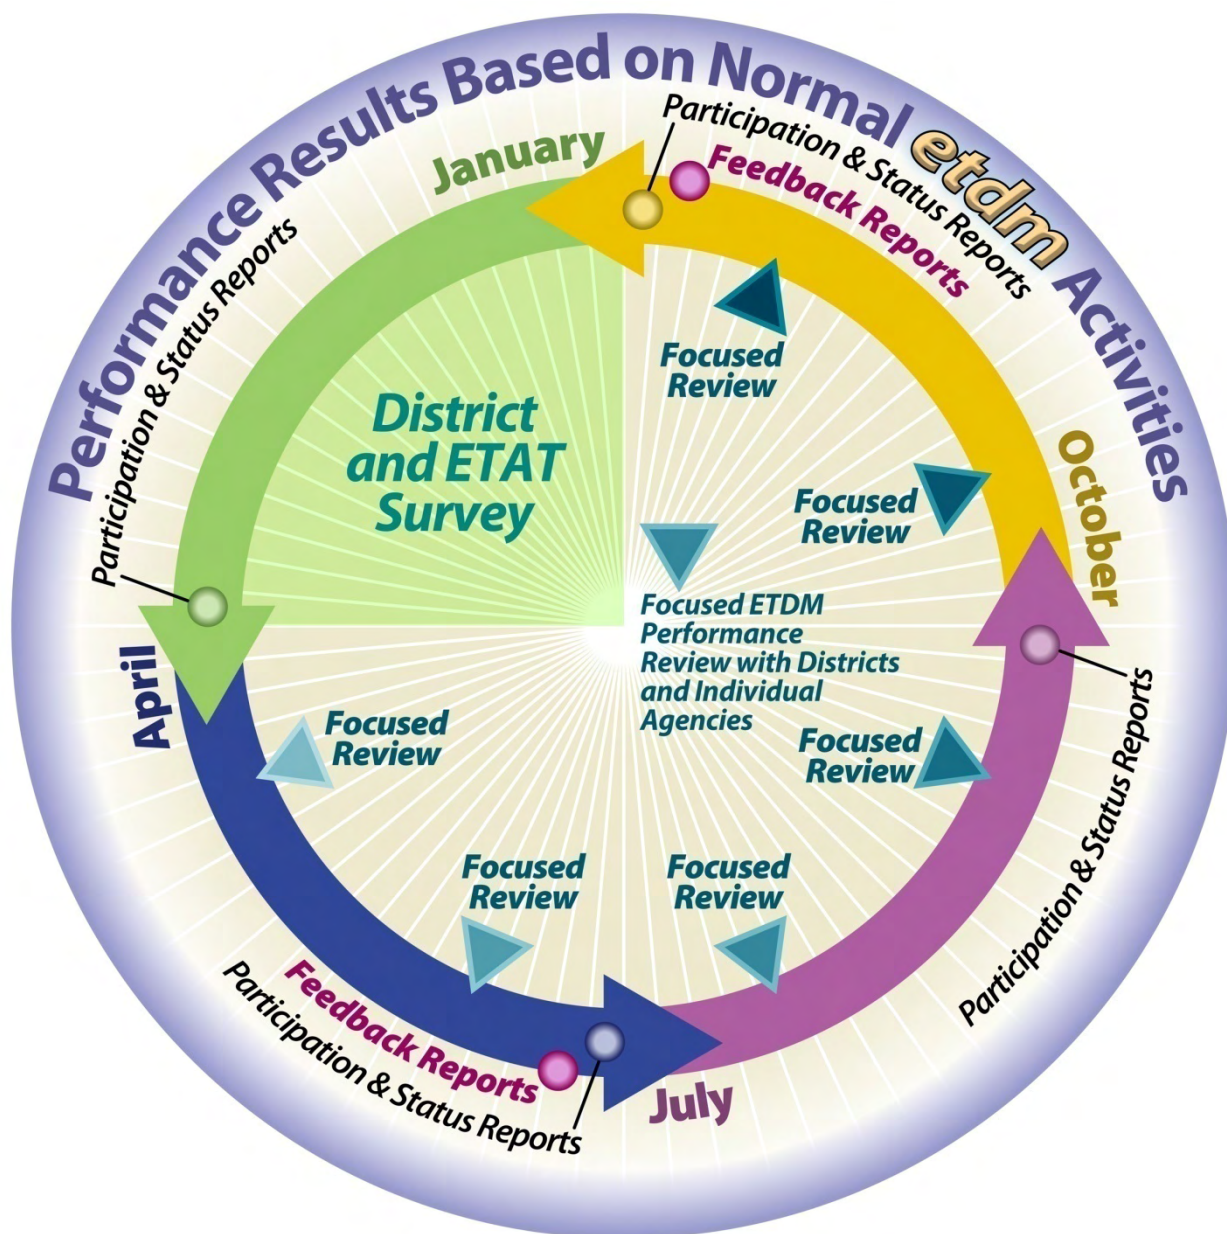 Performance Results Based on Normal etdm Activities
January
Participation & Status Reports
Feedback Reports
Participation & Status Reports
Focused
Review
District
and ETAT
Survey
October
Focused
Review
Focused ETDM
Performance
Review with Districts
and Individual
Agencies
April
Focused
Review
Focused
Review
Participation & Status Reports
Focused
Review
Focused
Review
Feedback Reports
Participation & Status Reports
July